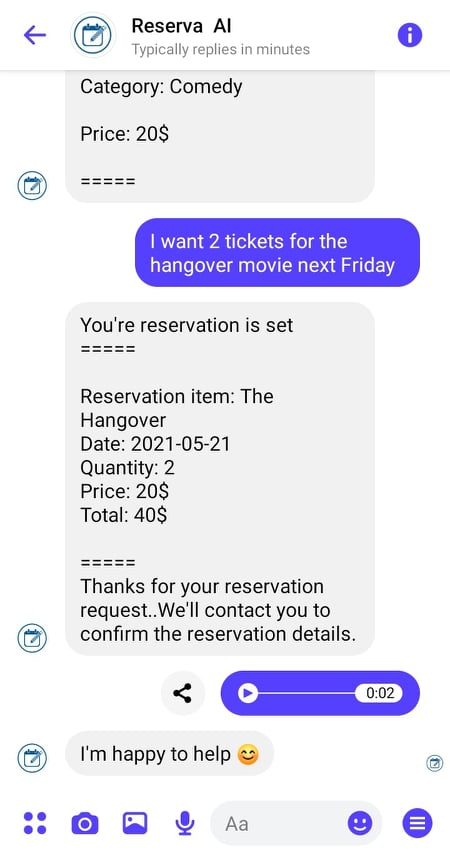 Reserva AI
Typically replies in minutes
Category: Comedy
Price: 20$
=====
I want 2 tickets for the
hangover movie next Friday
You're reservation is set
=====
Reservation item: The
Hangover
Date: 2021-05-21
Quantity: 2
Price: 20$
Total: 40$
=====
Thanks for your reservation
request..We'll contact you to
confirm the reservation details.
0:02
I'm happy to help 😊
Aa